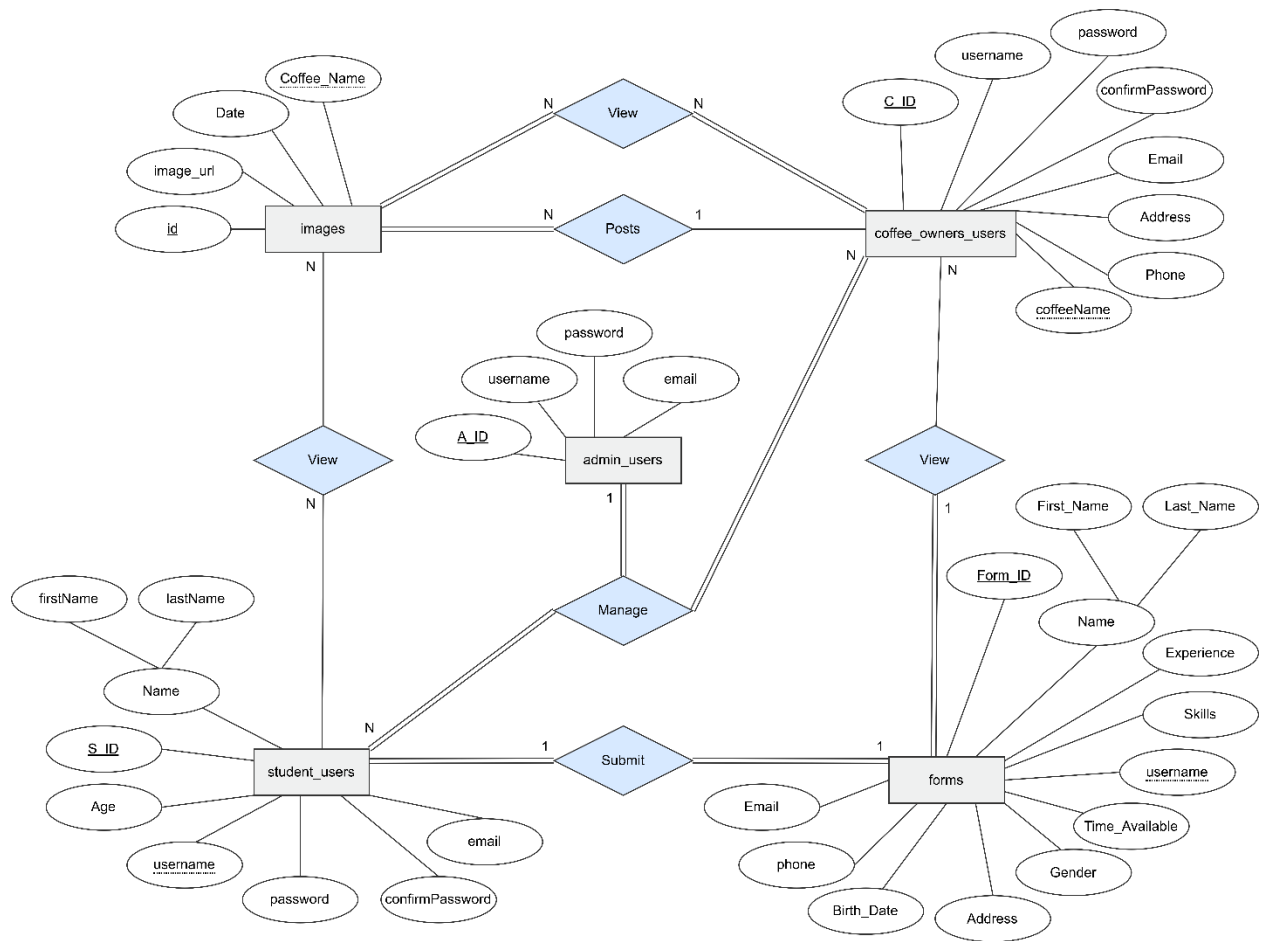 password
username
Coffee_Name
confirmPassword
C_ID
Date
N
View
N
Email
image_url
Address
id
images
N
Posts
1
coffee_owners_users
N
N
N
Phone
coffeeName
password
username
email
A_ID
admin_users
View
View
1
N
1
First_Name
Last_Name
Form_ID
firstName
lastName
Manage
Name
Experience
Name
Skills
N
S_ID
1
Submit
1
student_users
forms
username
Age
Email
Time_Available
email
username
phone
Gender
password
confirmPassword
Birth_Date
Address